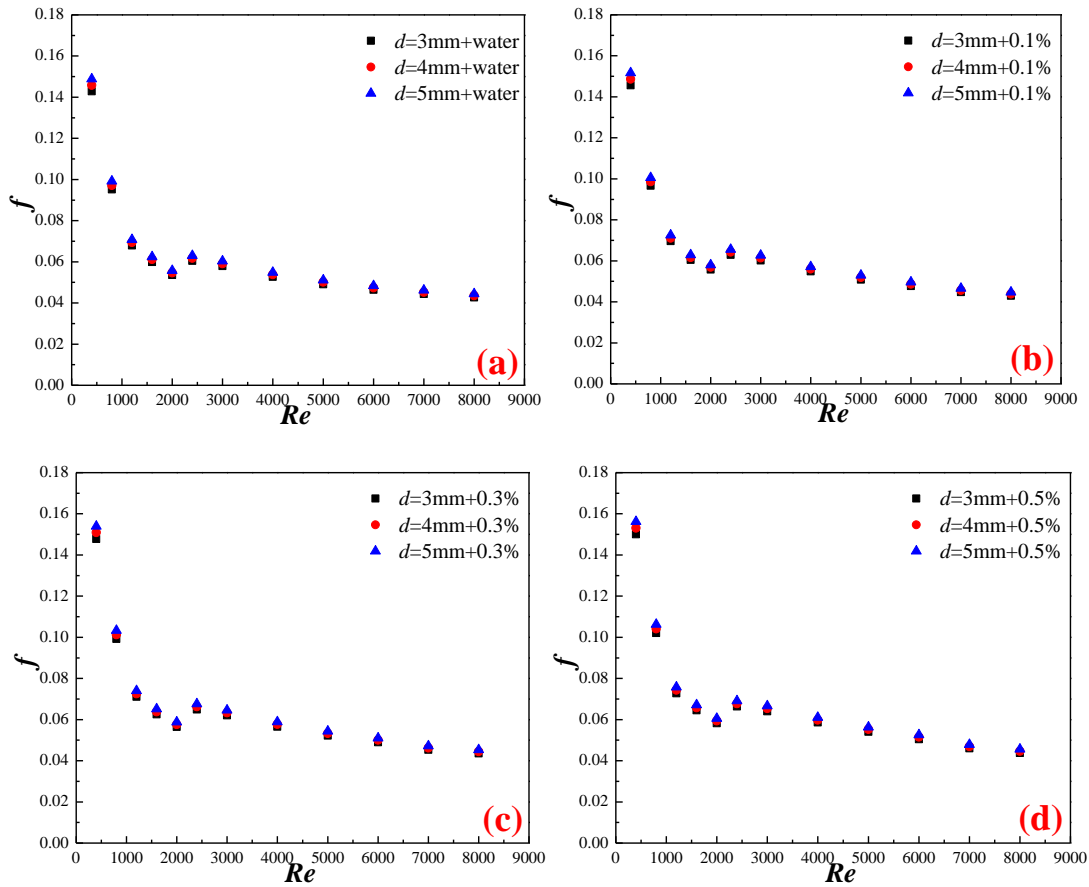 0.18
0.16
0.14
0.12
0.10
0.08
0.06
0.04
0.02
0.00
f
d=3mm+water
d=4mm+water
d=5mm+water
(a)
0 1000 2000 3000 4000 5000 6000 7000 8000 9000
Re
0.18
0.16
0.14
0.12
0.10
0.08
0.06
0.04
0.02
0.00
f
d=3mm+0.1%
d=4mm+0.1%
d=5mm+0.1%
(b)
0 1000 2000 3000 4000 5000 6000 7000 8000 9000
Re
0.18
0.16
0.14
0.12
0.10
0.08
0.06
0.04
0.02
0.00
f
d=3mm+0.3%
d=4mm+0.3%
d=5mm+0.3%
(c)
0 1000 2000 3000 4000 5000 6000 7000 8000 9000
Re
0.18
0.16
0.14
0.12
0.10
0.08
0.06
0.04
0.02
0.00
f
d=3mm+0.5%
d=4mm+0.5%
d=5mm+0.5%
(d)
0 1000 2000 3000 4000 5000 6000 7000 8000 9000
Re